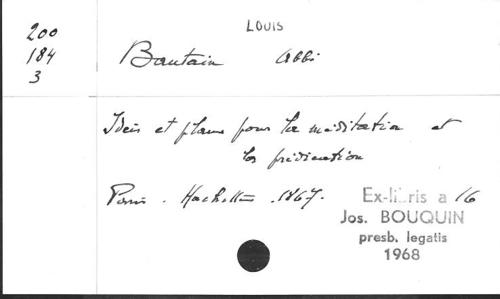 LOUIS
200
184
3
Bautain Abbé
Idées et plans pour la méditation et
la prédication
Paris. Hachette. 1867.
16
Ex-libris a
Jos. BOUQUIN
presb. legatis
1968